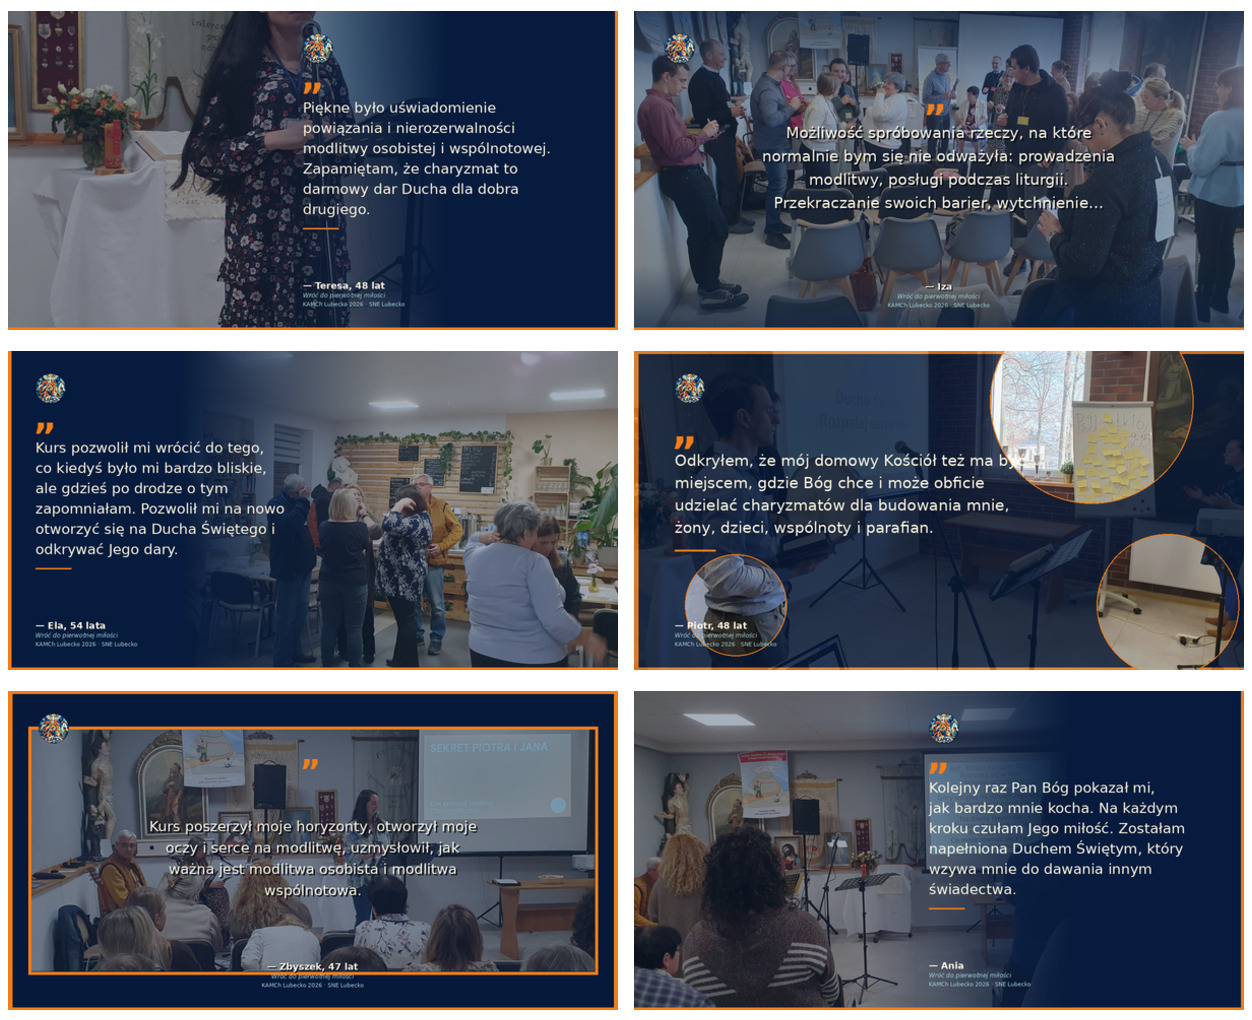 Piękne było uświadomienie
powiązania i nierozerwalności
modlitwy osobistej i wspólnotowej.
Zapamiętam, że charyzmat to
darmowy dar Ducha dla dobra
drugiego.
— Teresa, 48 lat
Wróć do pierwotnej miłości
KAMCh Lubecko 2026 · SNE Lubecko
Możliwość spróbowania rzeczy, na które
normalnie bym się nie odważyła: prowadzenia
modlitwy, posługi podczas liturgii.
Przekraczanie swoich barier, wytchnienie...
— Iza
Wróć do pierwotnej miłości
KAMCh Lubecko 2026 · SNE Lubecko
Kurs pozwolił mi wrócić do tego,
co kiedyś było mi bardzo bliskie,
ale gdzieś po drodze o tym
zapomniałam. Pozwolił mi na nowo
otworzyć się na Ducha Świętego i
odkrywać Jego dary.
— Ela, 54 lata
Wróć do pierwotnej miłości
KAMCh Lubecko 2026 · SNE Lubecko
Odkryłem, że mój domowy Kościół też ma być
miejscem, gdzie Bóg chce i może obficie
udzielać charyzmatów dla budowania mnie,
żony, dzieci, wspólnoty i parafian.
— Piotr, 48 lat
Wróć do pierwotnej miłości
KAMCh Lubecko 2026 · SNE Lubecko
SEKRET PIOTRA I JANA
Kurs poszerzył moje horyzonty, otworzył moje
oczy i serce na modlitwę, uzmysłowił, jak
ważna jest modlitwa osobista i modlitwa
wspólnotowa.
— Zbyszek, 47 lat
Wróć do pierwotnej miłości
KAMCh Lubecko 2026 · SNE Lubecko
Kolejny raz Pan Bóg pokazał mi,
jak bardzo mnie kocha. Na każdym
kroku czułam Jego miłość. Zostałam
napełniona Duchem Świętym, który
wzywa mnie do dawania innym
świadectwa.
— Ania
Wróć do pierwotnej miłości
KAMCh Lubecko 2026 · SNE Lubecko